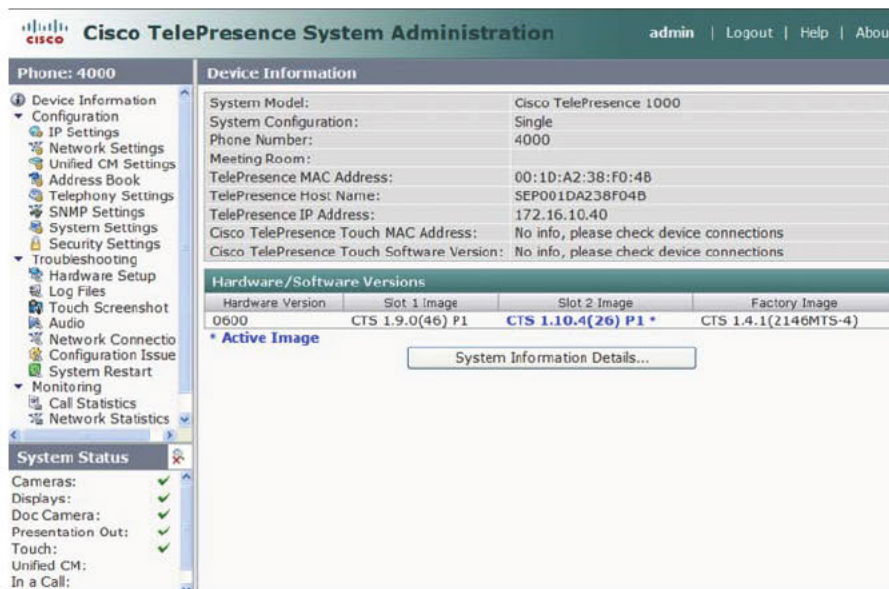 CISCO Cisco TelePresence System Administration admin | Logout | Help | Abou
Phone: 4000
Device Information
Configuration
IP Settings
Network Settings
Unified CM Settings
Address Book
Telephony Settings
SNMP Settings
System Settings
Security Settings
Troubleshooting
Hardware Setup
Log Files
Touch Screenshot
Audio
Network Connectio
Configuration Issue
System Restart
Monitoring
Call Statistics
Network Statistics
System Status
Cameras:
Displays:
Doc Camera:
Presentation Out:
Touch:
Unified CM:
In a Call:
Device Information
System Model: Cisco TelePresence 1000
System Configuration: Single
Phone Number: 4000
Meeting Room:
TelePresence MAC Address: 00:1D:A2:38:F0:4B
TelePresence Host Name: SEP001DA238F04B
TelePresence IP Address: 172.16.10.40
Cisco TelePresence Touch MAC Address: No info, please check device connections
Cisco TelePresence Touch Software Version: No info, please check device connections
Hardware/Software Versions
Hardware Version Slot 1 Image Slot 2 Image Factory Image
0600 CTS 1.9.0(46) P1 CTS 1.10.4(26) P1 * CTS 1.4.1(2146MTS-4)
* Active Image
System Information Details...